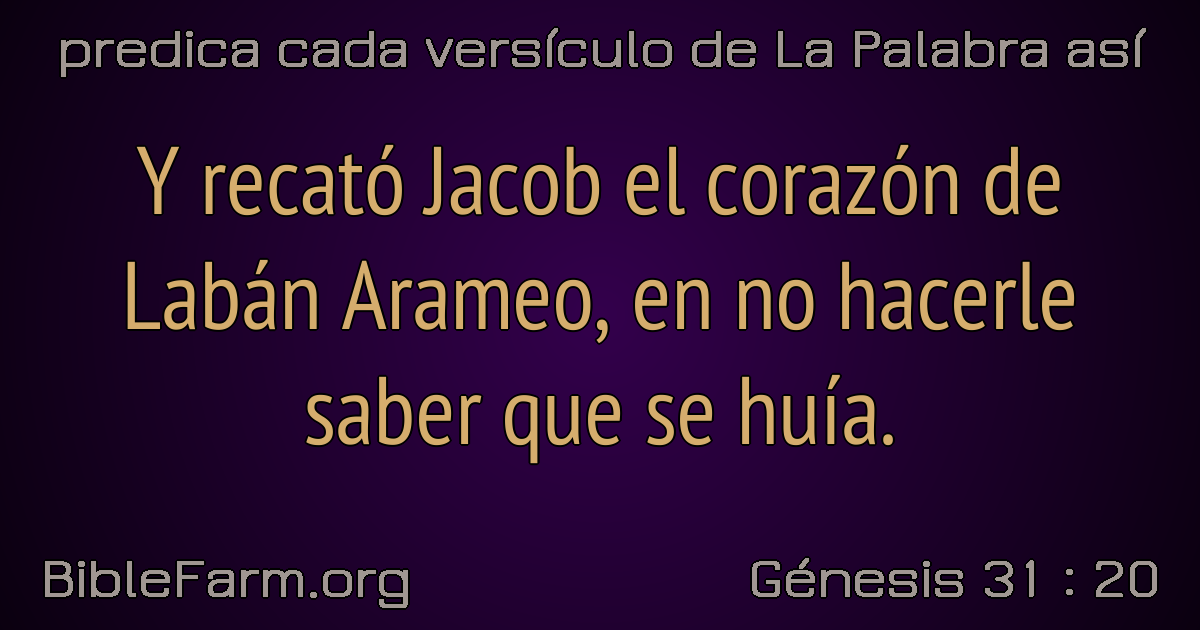 predica cada versículo de La Palabra así
Y recató Jacob el corazón de
Labán Arameo, en no hacerle
saber que se huía.
BibleFarm.org
Génesis 31 : 20